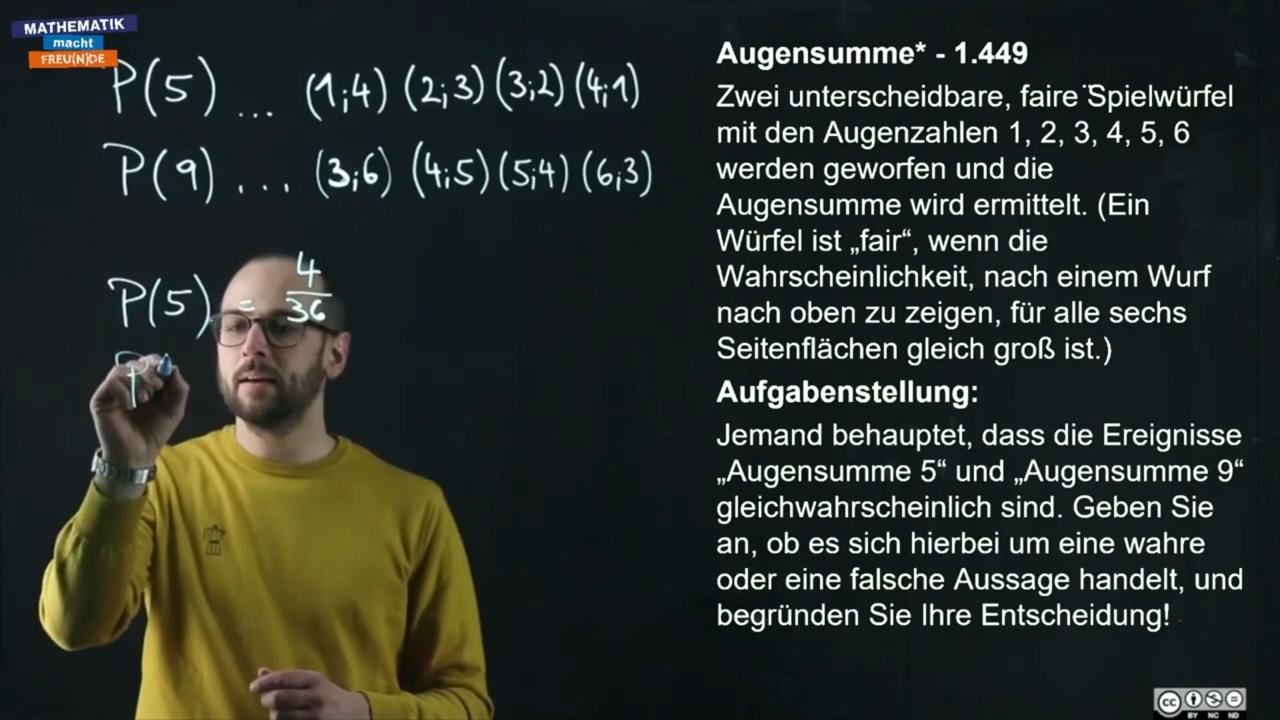 MATHEMATIK
macht
FREU(N)DE
P(5) ... (1;4) (2;3) (3;2) (4;1)
P(9) ... (3;6) (4;5) (5;4) (6;3)
P(5) = 4/36
P
Augensumme* - 1.449
Zwei unterscheidbare, faire Spielwürfel
mit den Augenzahlen 1, 2, 3, 4, 5, 6
werden geworfen und die
Augensumme wird ermittelt. (Ein
Würfel ist „fair“, wenn die
Wahrscheinlichkeit, nach einem Wurf
nach oben zu zeigen, für alle sechs
Seitenflächen gleich groß ist.)
Aufgabenstellung:
Jemand behauptet, dass die Ereignisse
„Augensumme 5“ und „Augensumme 9“
gleichwahrscheinlich sind. Geben Sie
an, ob es sich hierbei um eine wahre
oder eine falsche Aussage handelt, und
begründen Sie Ihre Entscheidung!
cc
BY NC ND